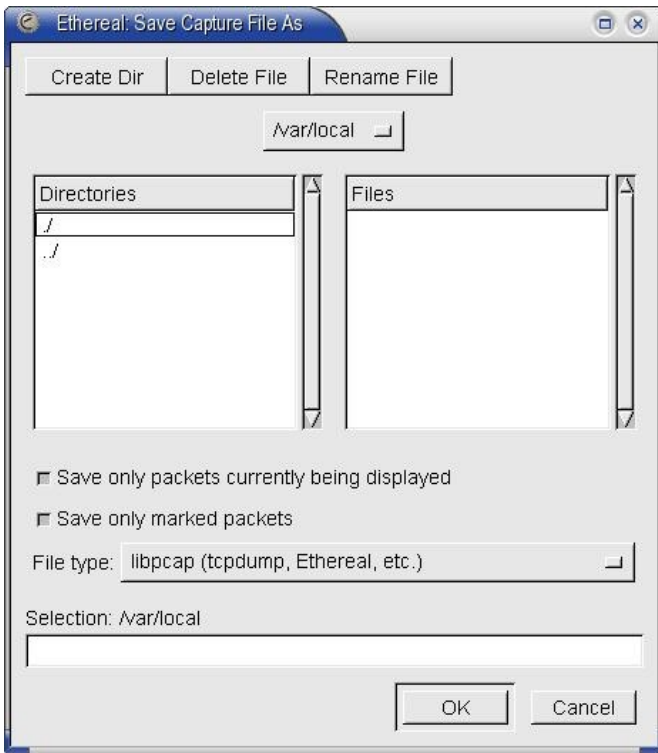 Ethereal: Save Capture File As
Create Dir Delete File Rename File
/var/local
Directories Files
./
../
Save only packets currently being displayed
Save only marked packets
File type: libpcap (tcpdump, Ethereal, etc.)
Selection: /var/local
OK Cancel